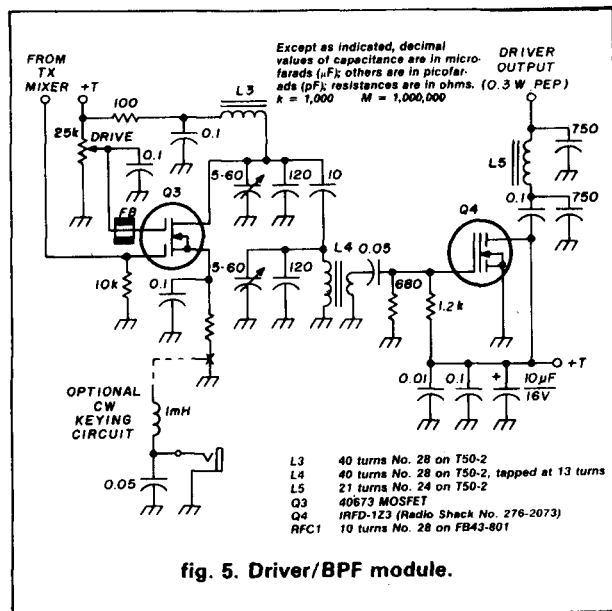 FROM
TX
MIXER
+T
Except as indicated, decimal
values of capacitance are in micro-
farads (µF); others are in picofar-
ads (pF); resistances are in ohms.
k = 1,000   M = 1,000,000
DRIVER
OUTPUT
(0.3 W PEP)
L3
100
0.1
25k
DRIVE
0.1
FB
Q3
5-60
120
10
750
L5
750
0.1
Q4
5-60
120
L4
0.05
680
1.2k
10k
0.1
+T
0.01
0.1
+
10µF
16V
OPTIONAL
CW
KEYING
CIRCUIT
1mH
0.05
L3   40 turns No. 28 on T50-2
L4   40 turns No. 28 on T50-2, tapped at 13 turns
L5   21 turns No. 24 on T50-2
Q3   40673 MOSFET
Q4   IRFD-1Z3 (Radio Shack No. 276-2073)
RFC1   10 turns No. 28 on FB43-801
fig. 5. Driver/BPF module.